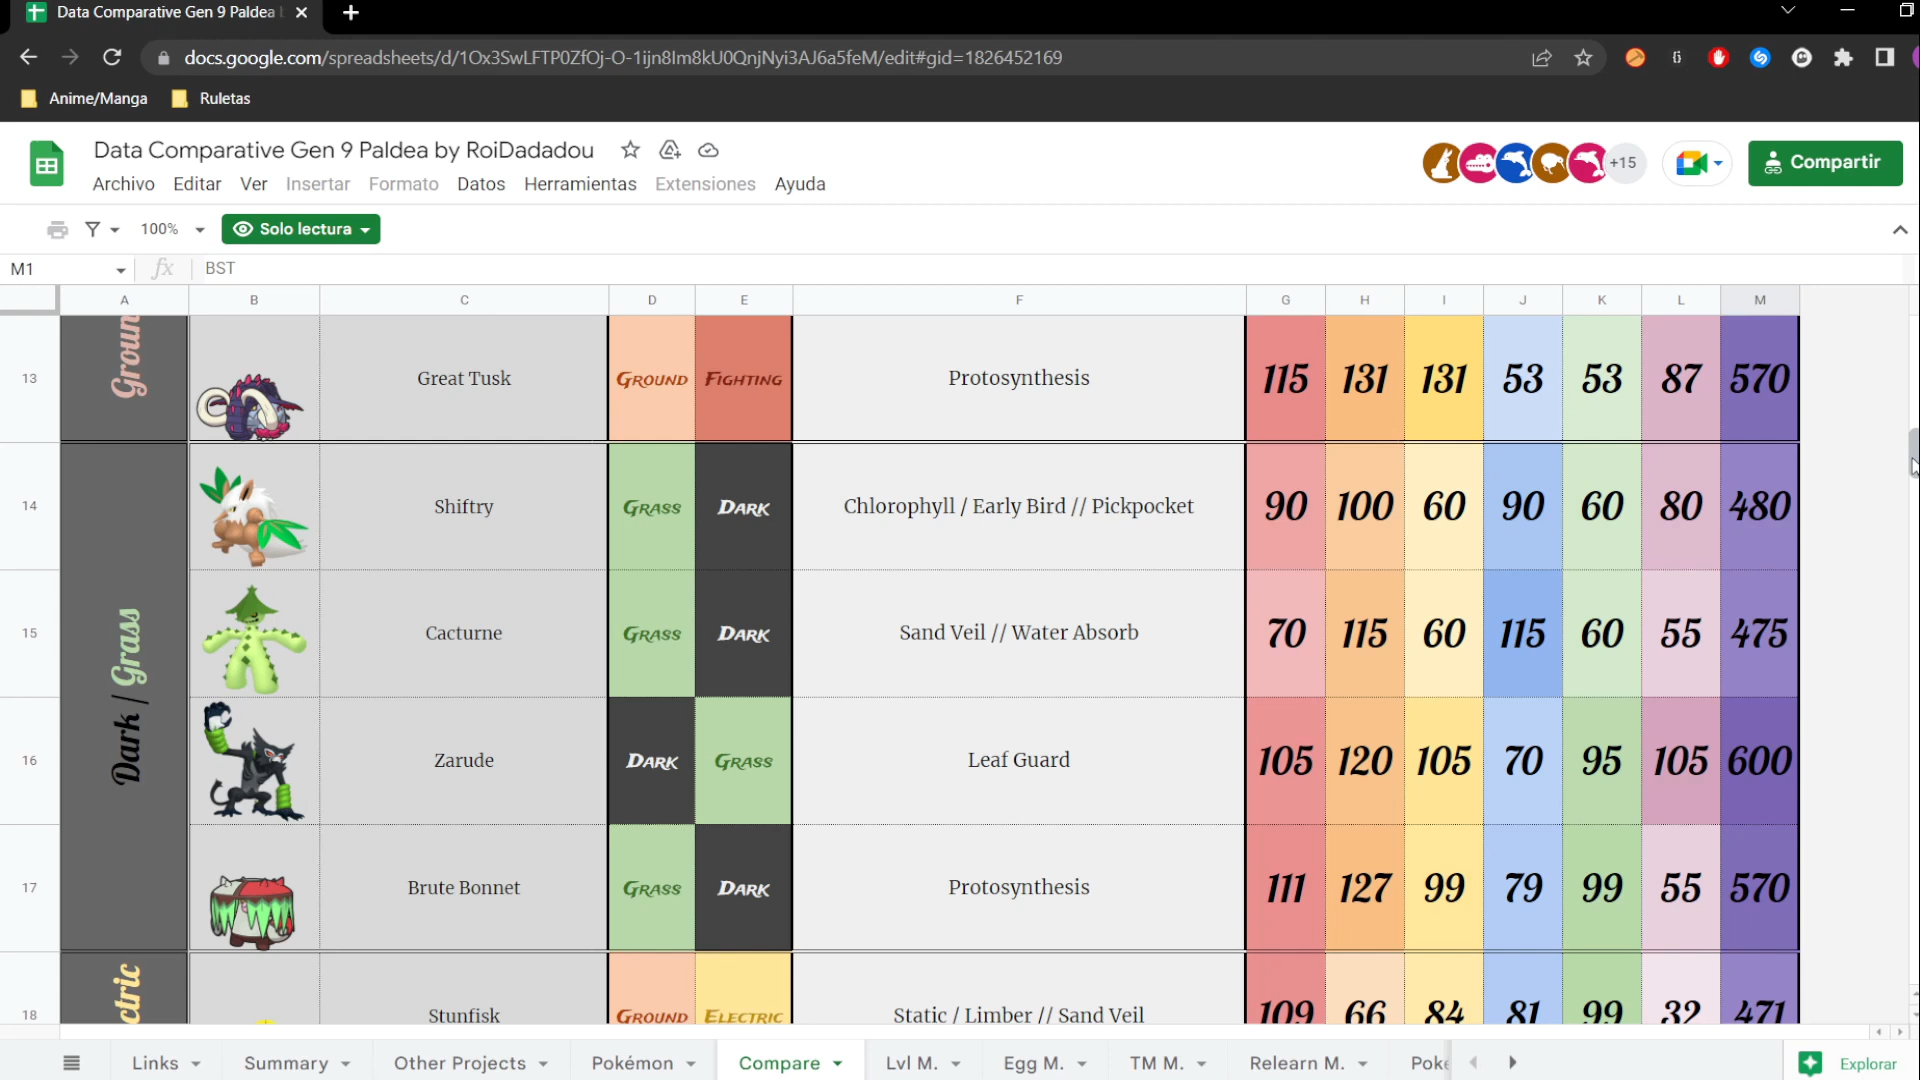 Data Comparative Gen 9 Paldea
docs.google.com/spreadsheets/d/1Ox3SwLFTP0ZfOj-O-1ijn8Im8kU0QnjNyi3AJ6a5feM/edit#gid=1826452169
Anime/Manga Ruletas
Data Comparative Gen 9 Paldea by RoiDadadou
+15 Compartir
Archivo Editar Ver Insertar Formato Datos Herramientas Extensiones Ayuda
100% Solo lectura
M1 fx BST
A B C D E F G H I J K L M
13 Groun Great Tusk GROUND FIGHTING Protosynthesis 115 131 131 53 53 87 570
14 Shiftry GRASS DARK Chlorophyll / Early Bird // Pickpocket 90 100 60 90 60 80 480
15 Cacturne GRASS DARK Sand Veil // Water Absorb 70 115 60 115 60 55 475
Dark | Grass
16 Zarude DARK GRASS Leaf Guard 105 120 105 70 95 105 600
17 Brute Bonnet GRASS DARK Protosynthesis 111 127 99 79 99 55 570
18 ctric Stunfisk GROUND ELECTRIC Static / Limber // Sand Veil 109 66 84 81 99 32 471
Links Summary Other Projects Pokémon Compare Lvl M. Egg M. TM M. Relearn M. Poke Explorar